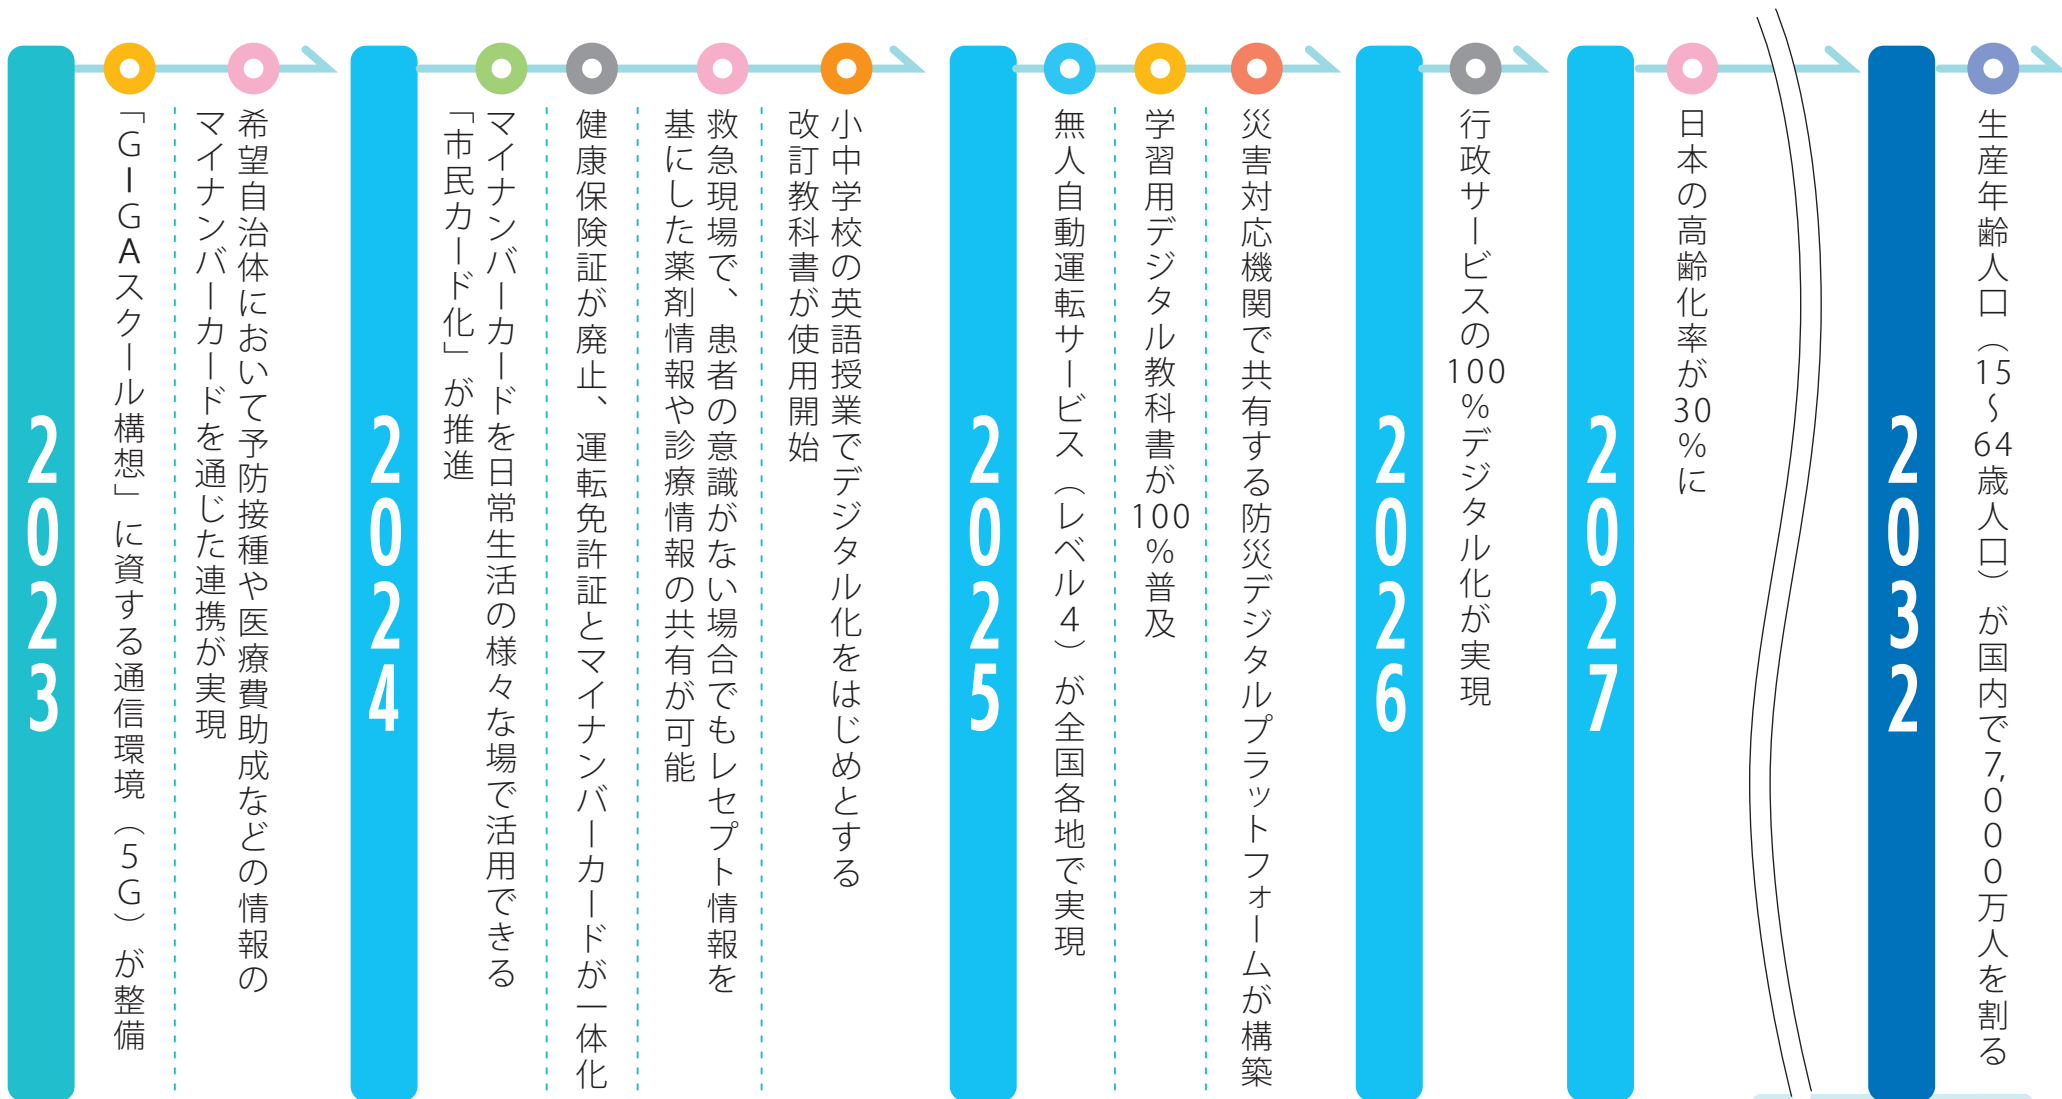 2023
「GIGAスクール構想」に資する通信環境（5G）が整備
希望自治体において予防接種や医療費助成などの情報の
マイナンバーカードを通じた連携が実現
2024
マイナンバーカードを日常生活の様々な場で活用できる
「市民カード化」が推進
健康保険証が廃止、運転免許証とマイナンバーカードが一体化
救急現場で、患者の意識がない場合でもレセプト情報を
基にした薬剤情報や診療情報の共有が可能
小中学校の英語授業でデジタル化をはじめとする
改訂教科書が使用開始
2025
無人自動運転サービス（レベル4）が全国各地で実現
学習用デジタル教科書が100%普及
災害対応機関で共有する防災デジタルプラットフォームが構築
2026
行政サービスの100%デジタル化が実現
2027
日本の高齢化率が30%に
2032
生産年齢人口（15〜64歳人口）が国内で7,000万人を割る